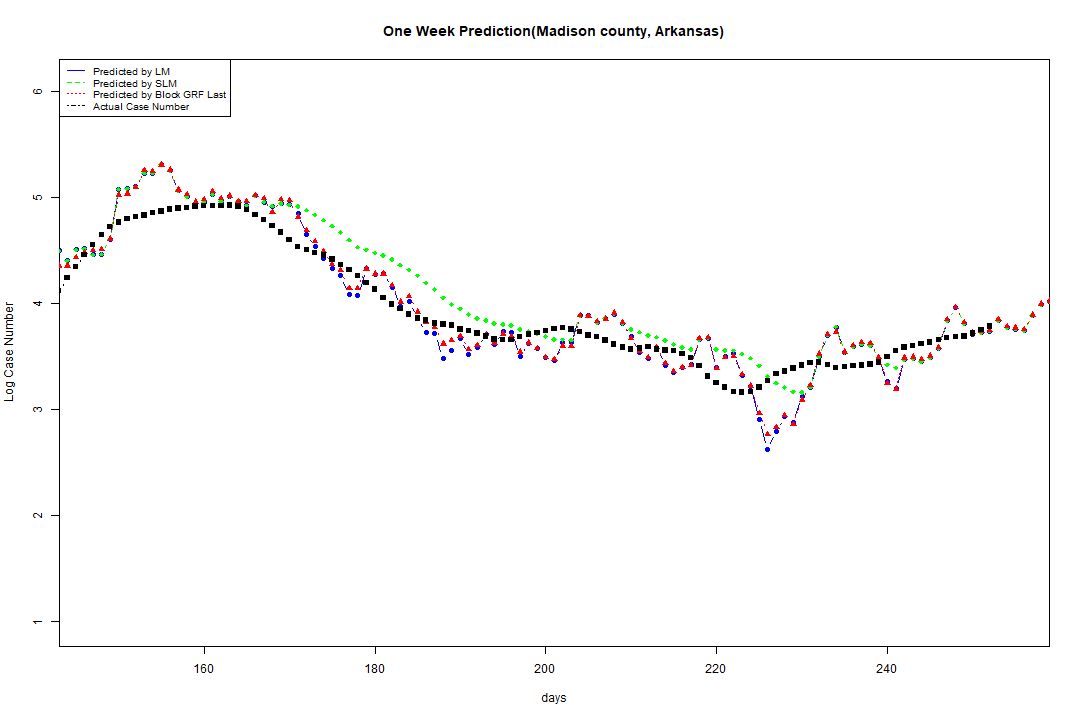 One Week Prediction(Madison county, Arkansas)
Predicted by LM
Predicted by SLM
Predicted by Block GRF Last
Actual Case Number
6
5
4
3
2
1
Log Case Number
160 180 200 220 240
days